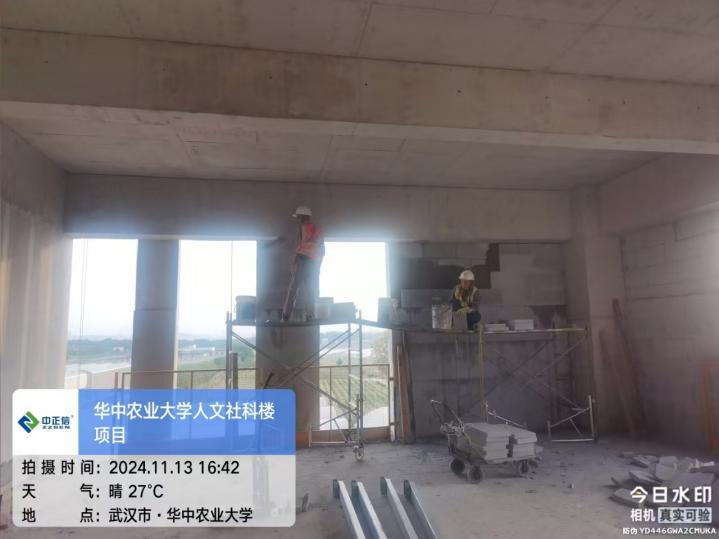 中正信®
ZZXEN
华中农业大学人文社科楼
项目
拍摄时间：2024.11.13 16:42
天气：晴 27℃
地点：武汉市·华中农业大学
今日水印
相机 真实可验
防伪 YD446GWA2CMUKA